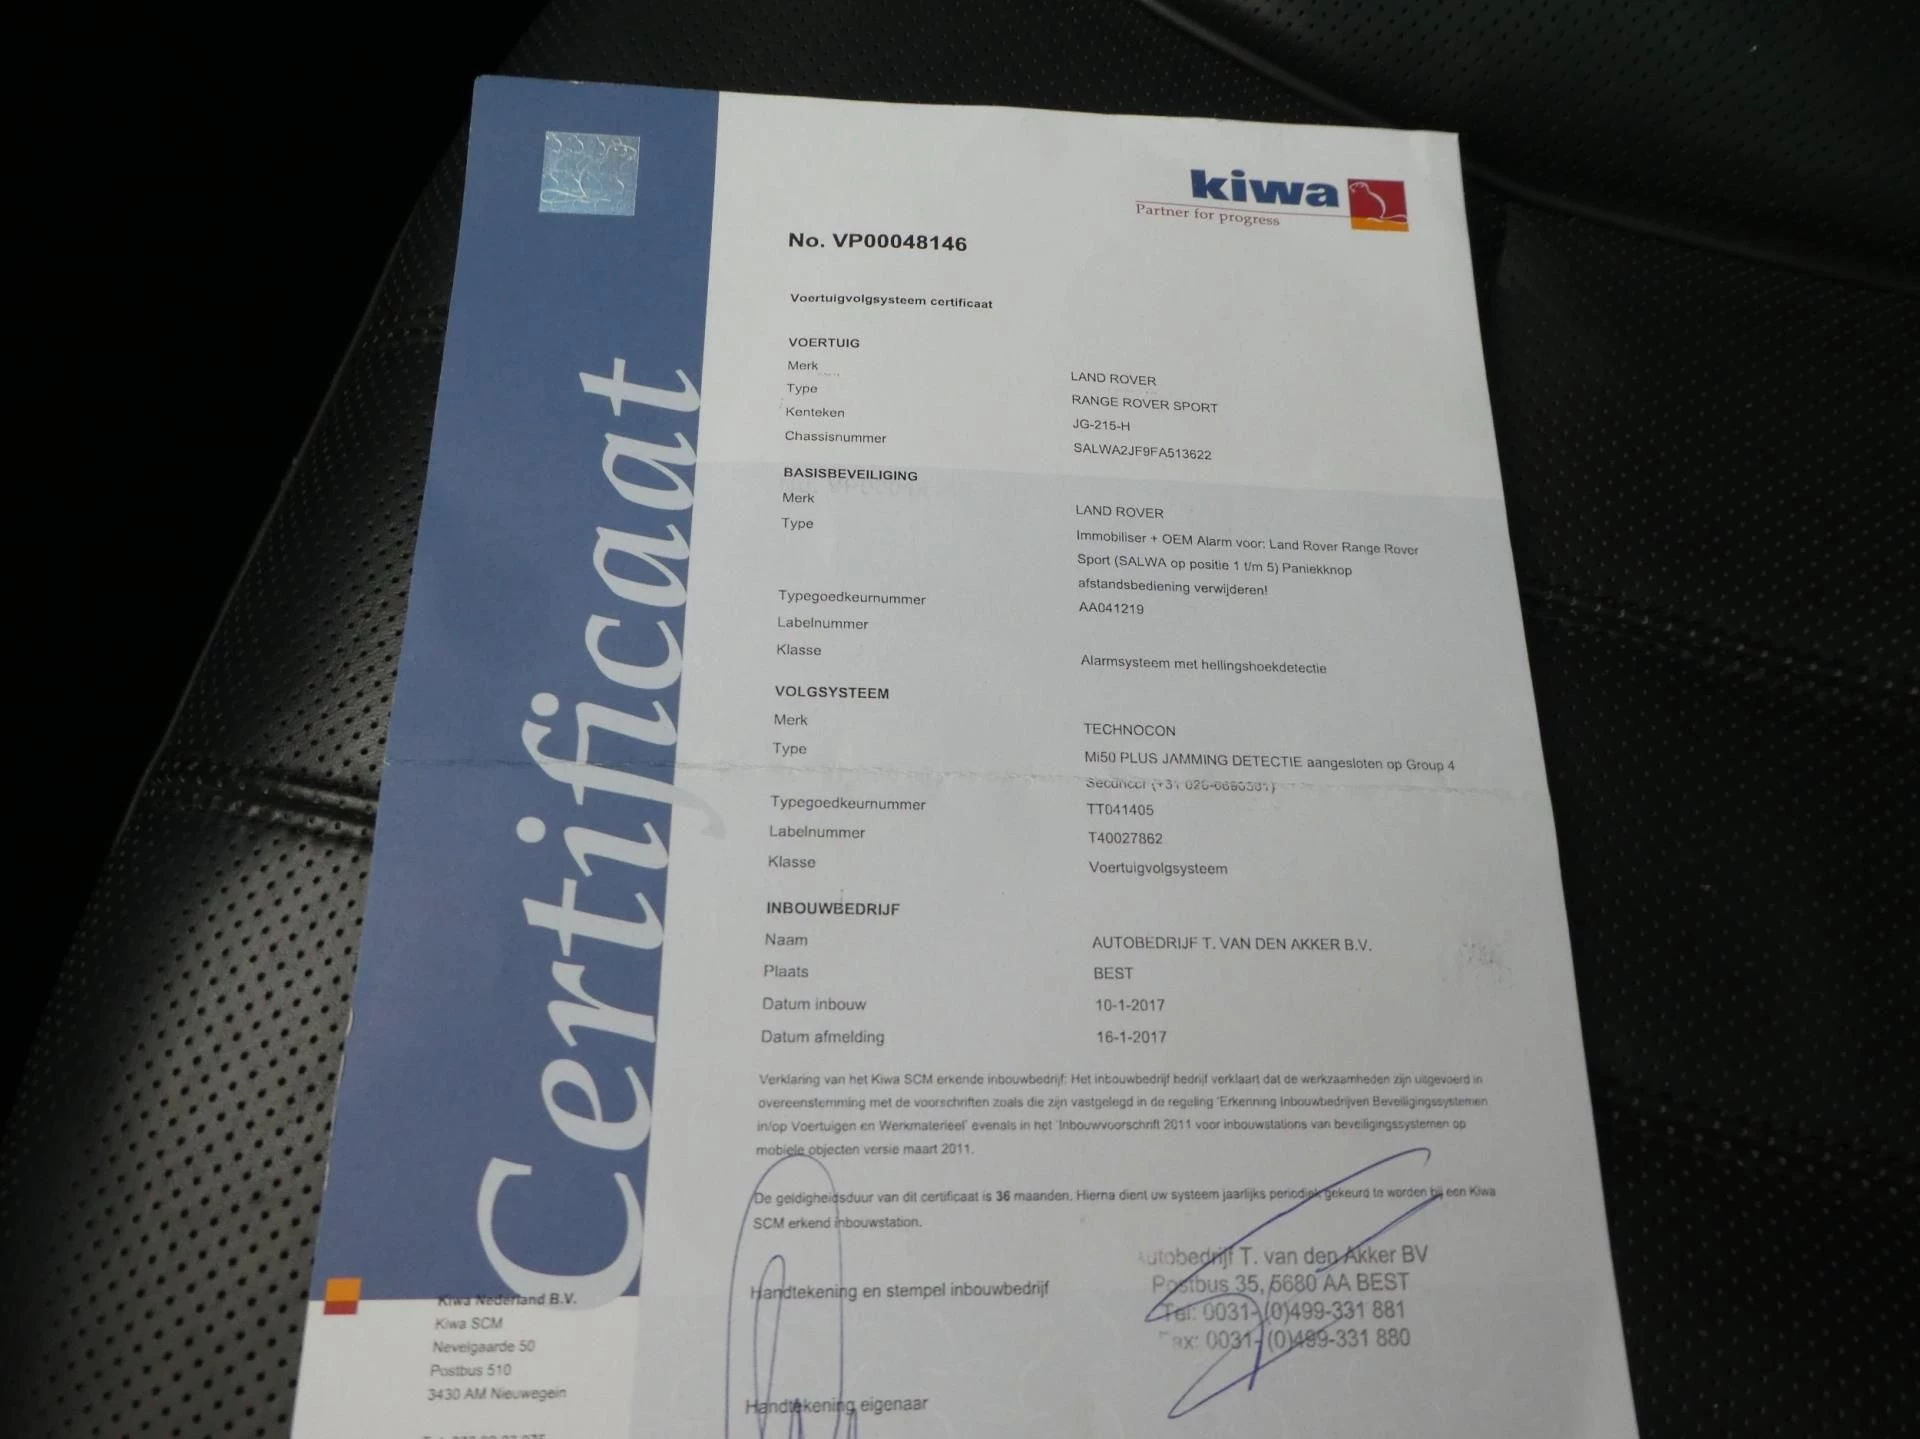 kiwa
Partner for progress
Certificaat
No. VP00048146
Voertuigvolgsysteem certificaat
VOERTUIG
Merk LAND ROVER
Type RANGE ROVER SPORT
Kenteken JG-215-H
Chassisnummer SALWA2JF9FA513622
BASISBEVEILIGING
Merk LAND ROVER
Type Immobiliser + OEM Alarm voor: Land Rover Range Rover
Sport (SALWA op positie 1 t/m 5) Paniekknop
afstandsbediening verwijderen!
Typegoedkeurnummer AA041219
Labelnummer
Klasse Alarmsysteem met hellingshoekdetectie
VOLGSYSTEEM
Merk TECHNOCON
Type Mi50 PLUS JAMMING DETECTIE aangesloten op Group 4
Typegoedkeurnummer TT041405
Labelnummer T40027862
Klasse Voertuigvolgsysteem
INBOUWBEDRIJF
Naam AUTOBEDRIJF T. VAN DEN AKKER B.V.
Plaats BEST
Datum inbouw 10-1-2017
Datum afmelding 16-1-2017
Verklaring van het Kiwa SCM erkende inbouwbedrijf: Het inbouwbedrijf bedrijf verklaart dat de werkzaamheden zijn uitgevoerd in
overeenstemming met de voorschriften zoals die zijn vastgelegd in de regeling 'Erkenning Inbouwbedrijven Beveiligingssystemen
in/op Voertuigen en Werkmaterieel' evenals in het 'Inbouwvoorschrift 2011 voor inbouwstations van beveiligingssystemen op
mobiele objecten versie maart 2011.
De geldigheidsduur van dit certificaat is 36 maanden. Hierna dient uw systeem jaarlijks periodiek gekeurd te worden bij een Kiwa
SCM erkend inbouwstation.
Handtekening en stempel inbouwbedrijf
Autobedrijf T. van den Akker BV
Postbus 35, 5680 AA BEST
Tel: 0031-(0)499-331 881
Fax: 0031-(0)499-331 880
Handtekening eigenaar
Kiwa Nederland B.V.
Kiwa SCM
Nevelgaarde 50
Postbus 510
3430 AM Nieuwegein